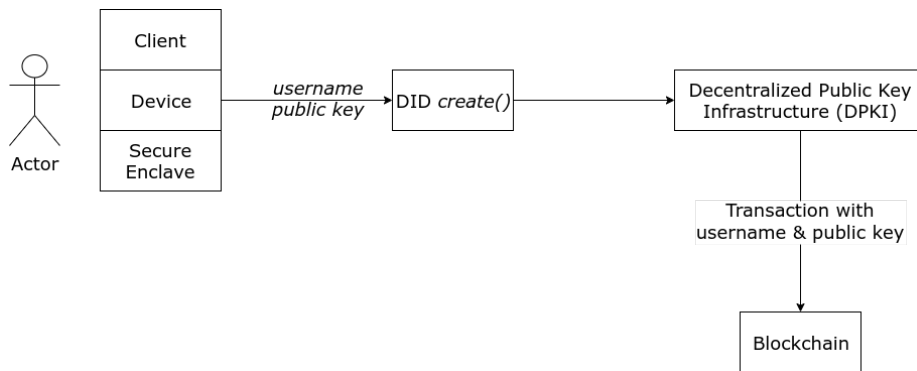 Client
Actor
Device
Secure
Enclave
username
public key
DID create()
Decentralized Public Key
Infrastructure (DPKI)
Transaction with
username & public key
Blockchain